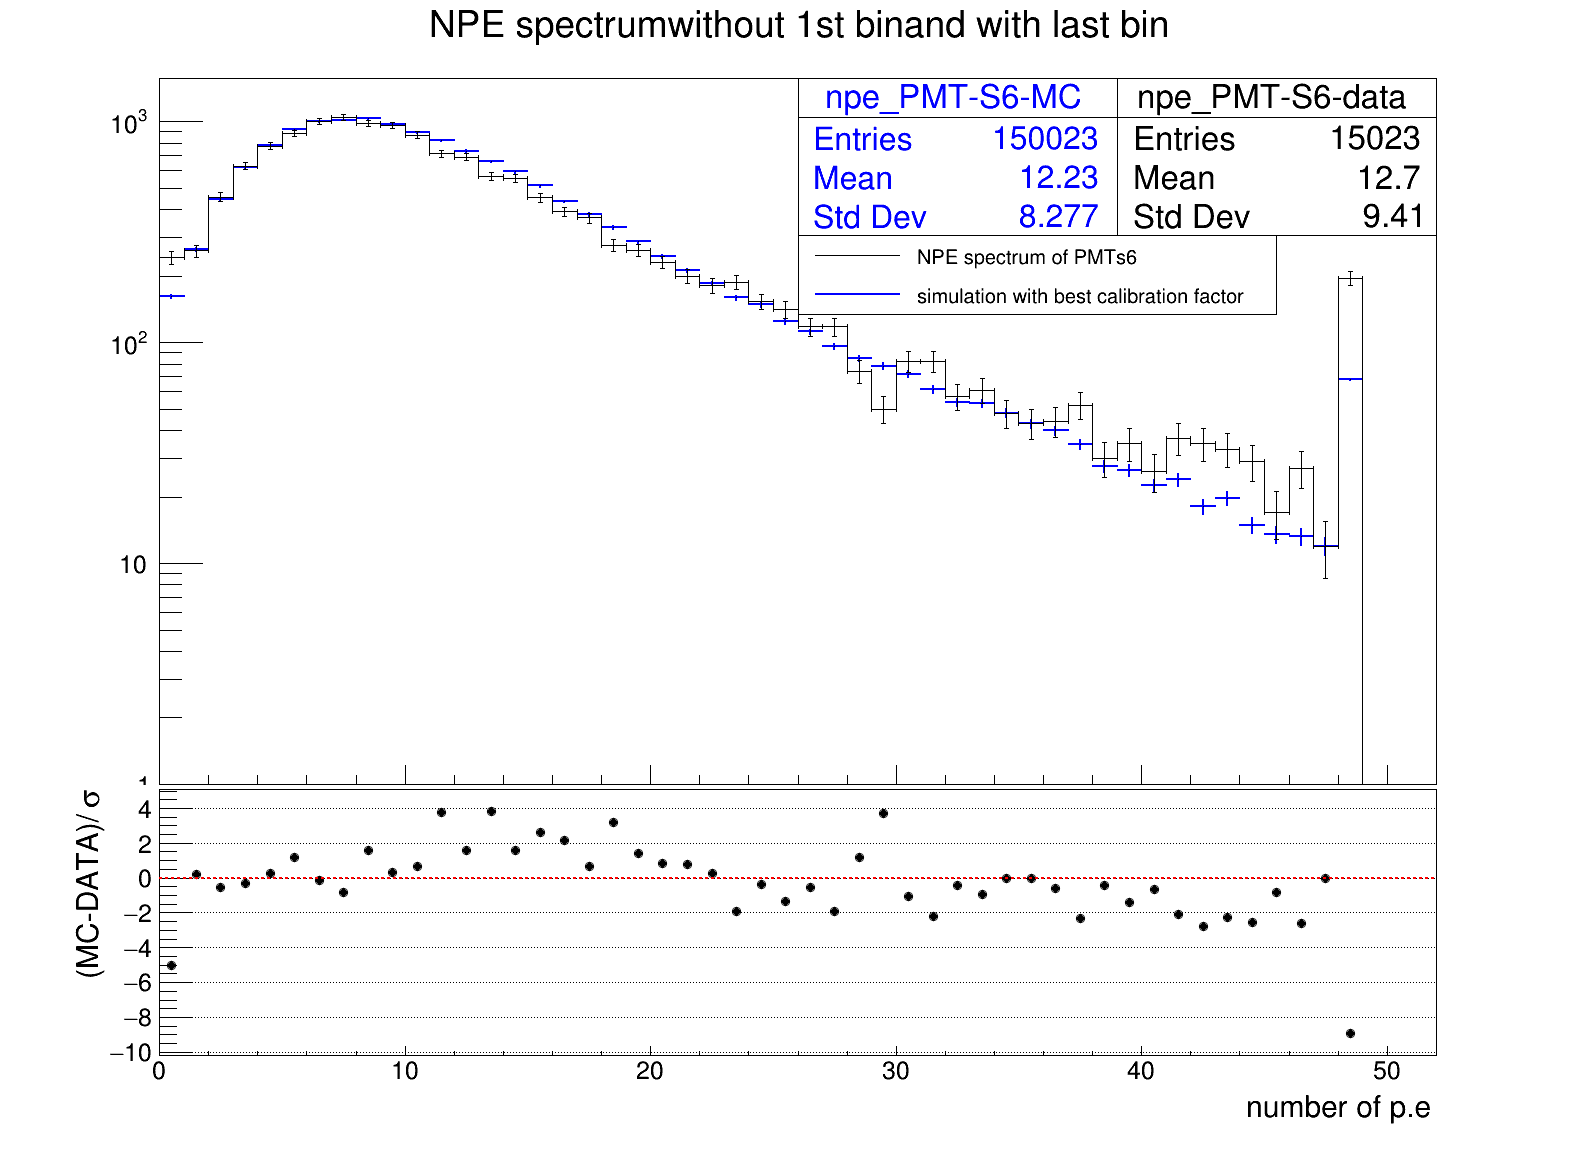 NPE spectrumwithout 1st binand with last bin
npe_PMT-S6-MC
Entries 150023
Mean 12.23
Std Dev 8.277
npe_PMT-S6-data
Entries 15023
Mean 12.7
Std Dev 9.41
NPE spectrum of PMTs6
simulation with best calibration factor
10³
10²
10
1
(MC-DATA)/ σ
4
2
0
−2
−4
−6
−8
−10
0 10 20 30 40 50
number of p.e